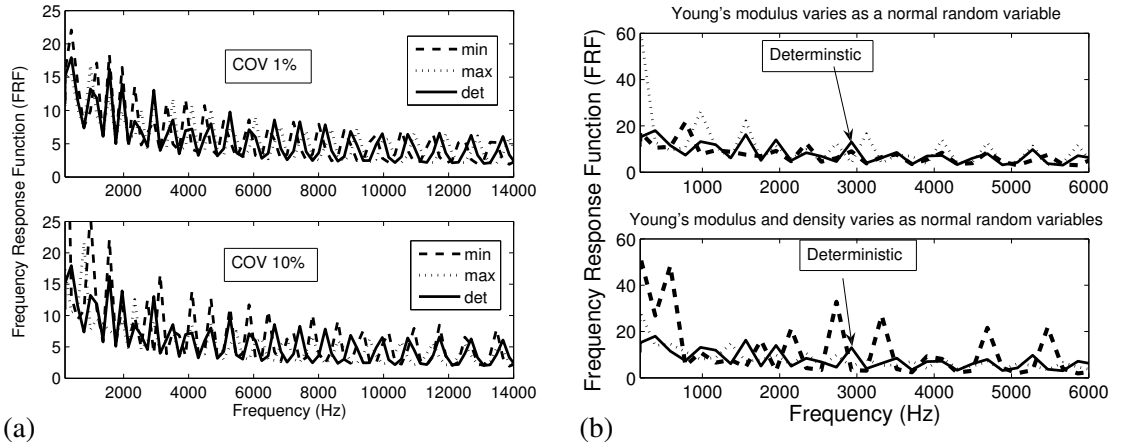 Frequency Response Function (FRF)
25
20
15
10
5
0
COV 1%
min
max
det
2000 4000 6000 8000 10000 12000 14000
25
20
15
10
5
0
COV 10%
min
max
det
2000 4000 6000 8000 10000 12000 14000
Frequency (Hz)
(a)
Young's modulus varies as a normal random variable
Frequency Response Function (FRF)
60
40
20
0
Determinstic
1000 2000 3000 4000 5000 6000
Young's modulus and density varies as normal random variables
60
40
20
0
Deterministic
1000 2000 3000 4000 5000 6000
Frequency (Hz)
(b)